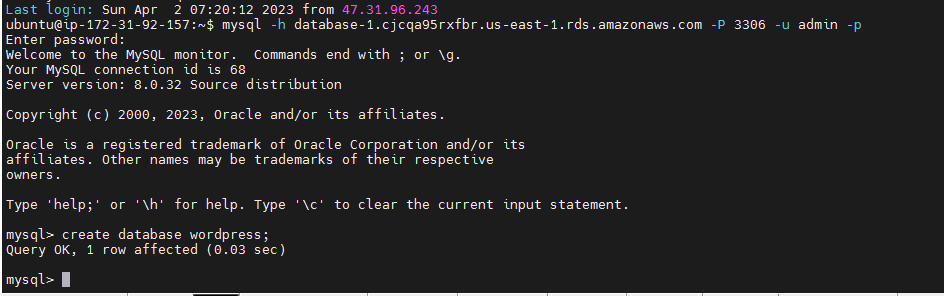 Last login: Sun Apr  2 07:20:12 2023 from 47.31.96.243
ubuntu@ip-172-31-92-157:~$ mysql -h database-1.cjcqa95rxfbr.us-east-1.rds.amazonaws.com -P 3306 -u admin -p
Enter password:
Welcome to the MySQL monitor.  Commands end with ; or \g.
Your MySQL connection id is 68
Server version: 8.0.32 Source distribution
Copyright (c) 2000, 2023, Oracle and/or its affiliates.
Oracle is a registered trademark of Oracle Corporation and/or its
affiliates. Other names may be trademarks of their respective
owners.
Type 'help;' or '\h' for help. Type '\c' to clear the current input statement.
mysql> create database wordpress;
Query OK, 1 row affected (0.03 sec)
mysql>